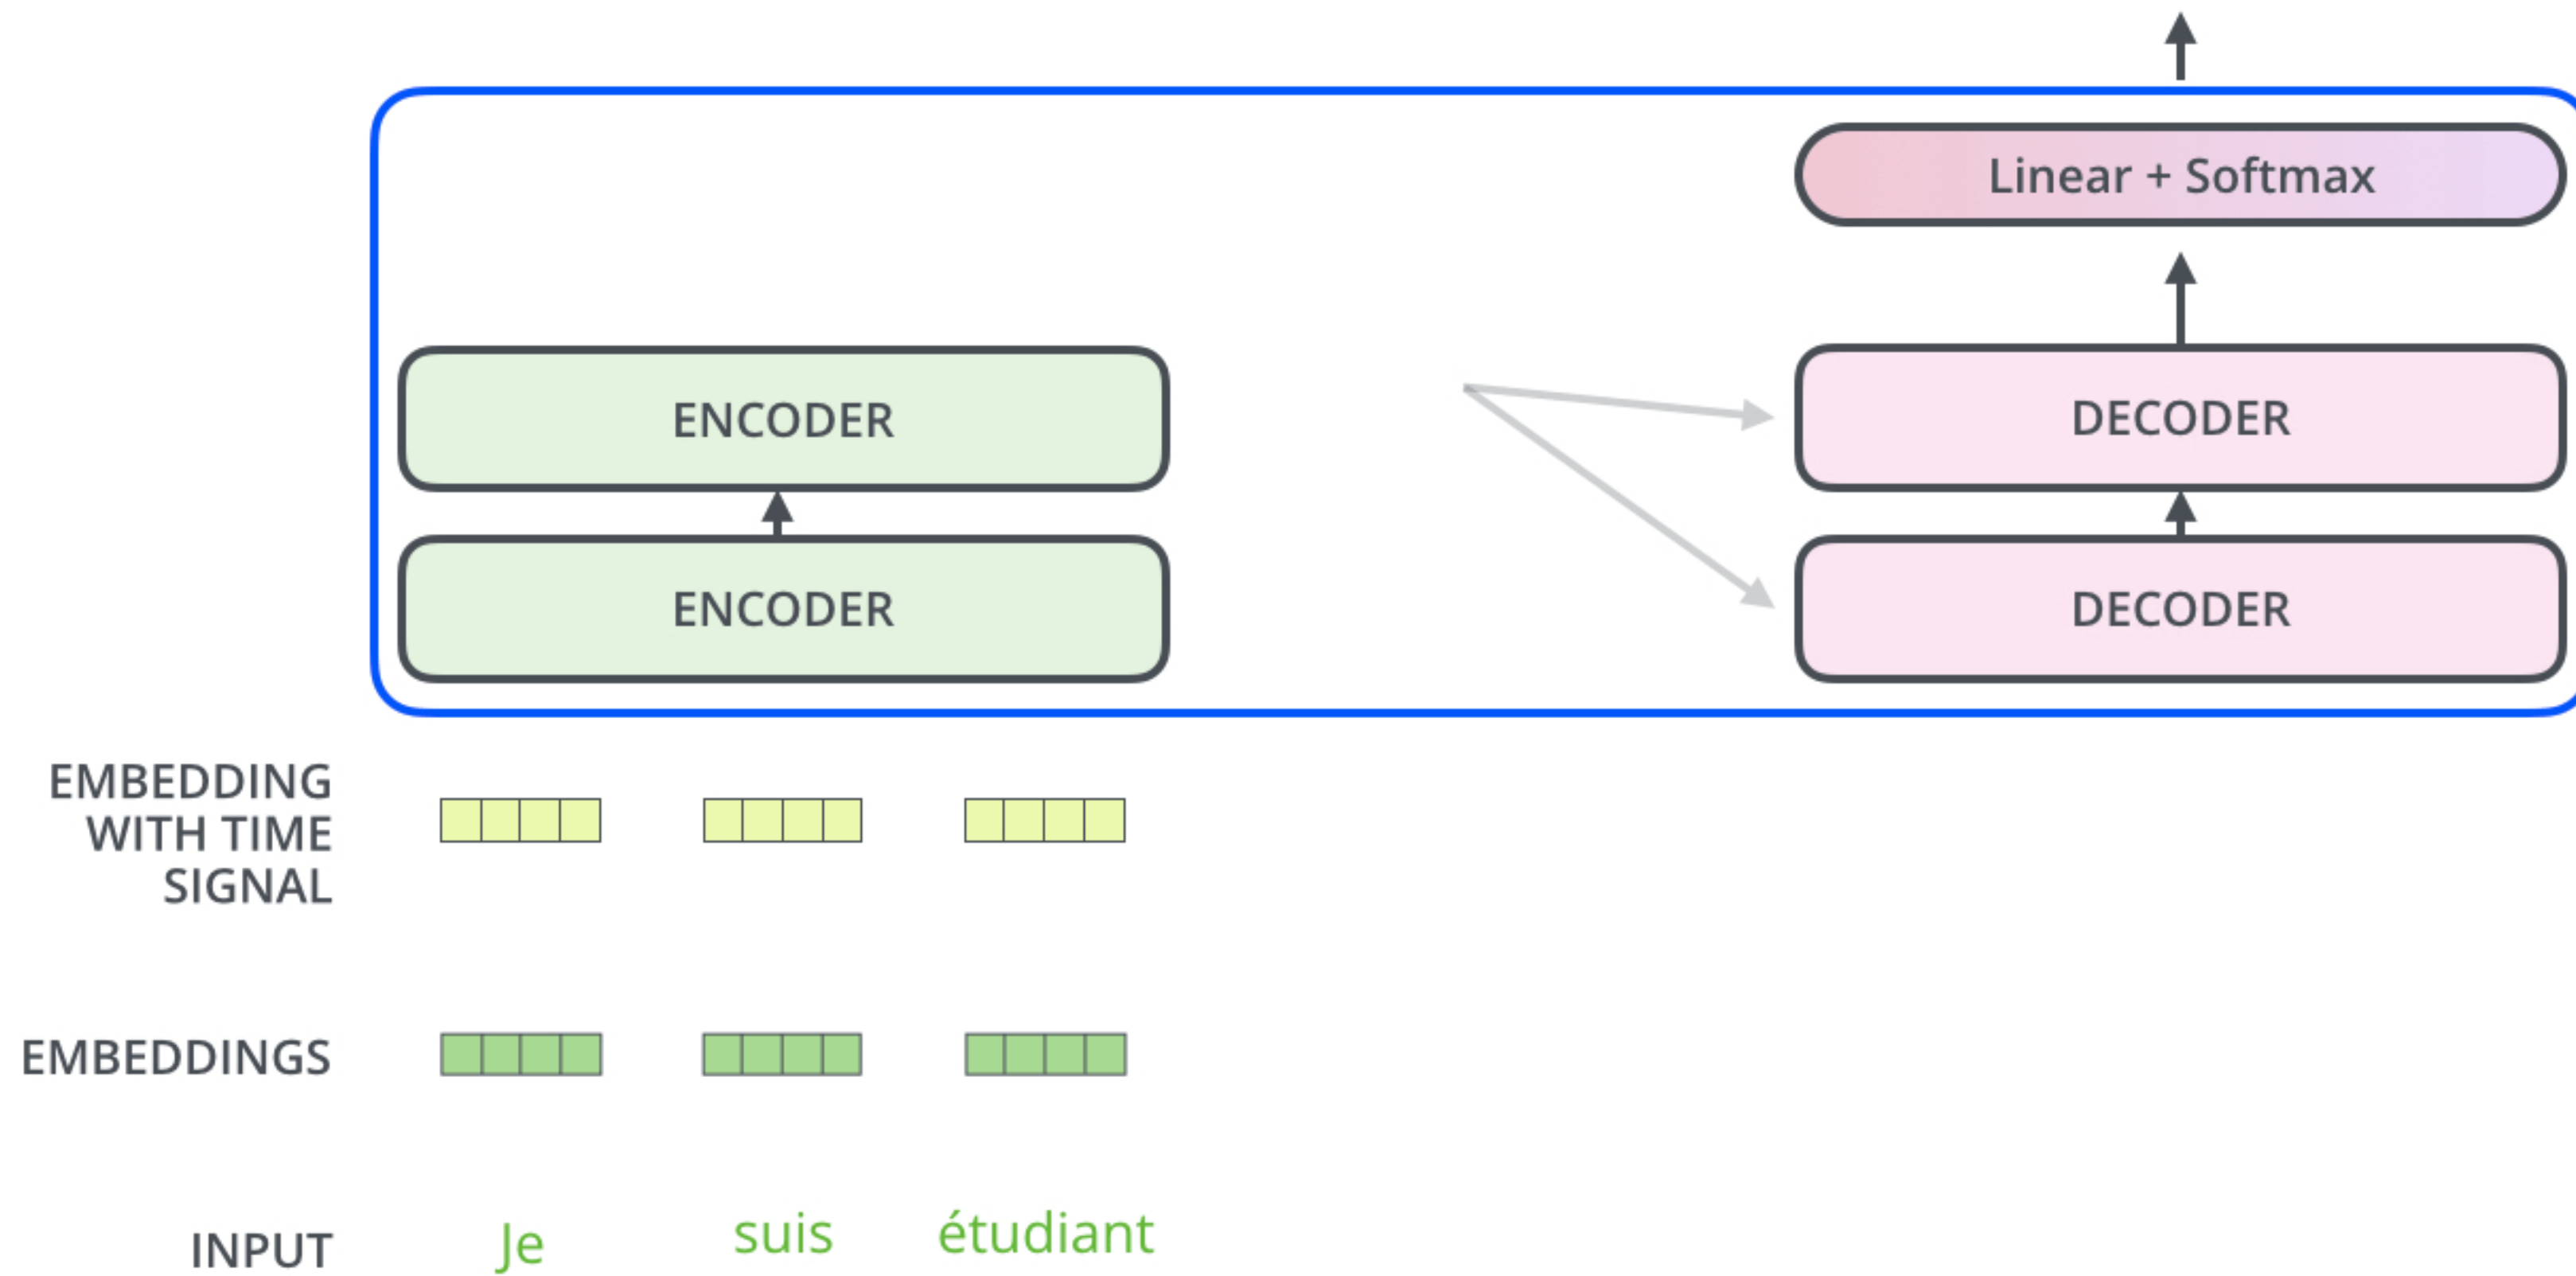 Linear + Softmax
ENCODER
DECODER
ENCODER
DECODER
EMBEDDING
WITH TIME
SIGNAL
EMBEDDINGS
INPUT Je suis étudiant